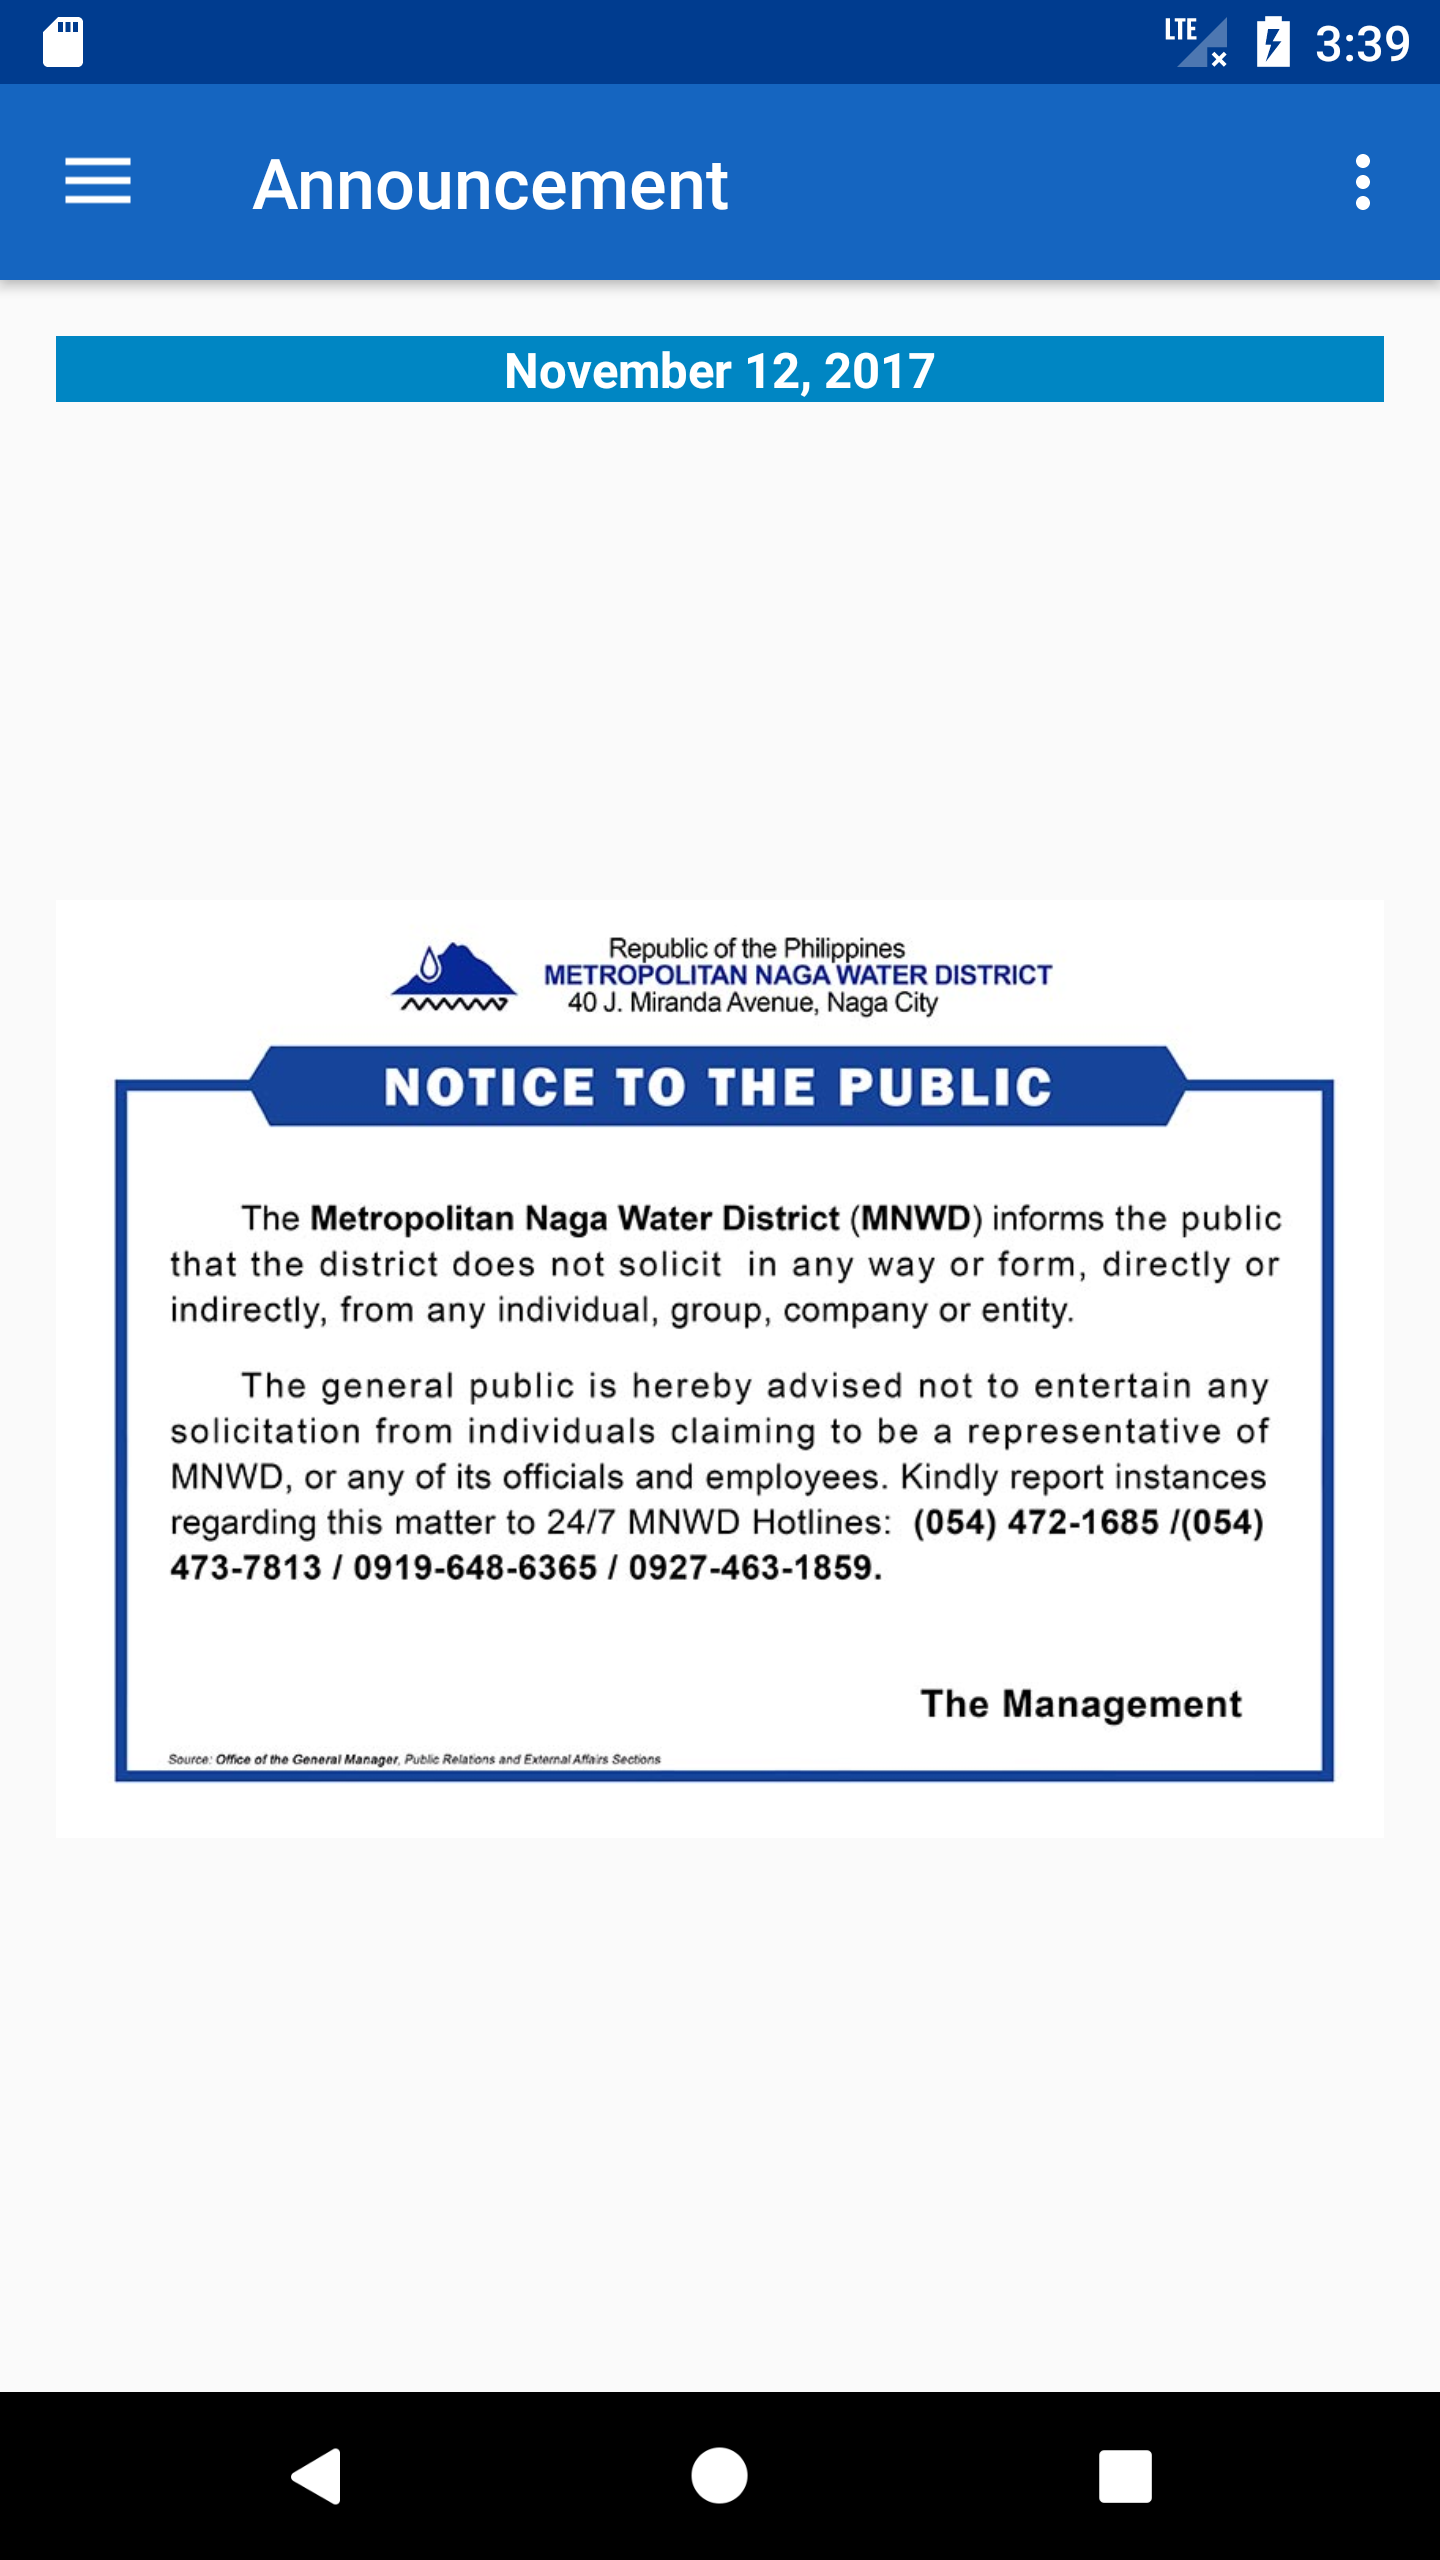 LTE 3:39
Announcement
November 12, 2017
Republic of the Philippines
METROPOLITAN NAGA WATER DISTRICT
40 J. Miranda Avenue, Naga City
NOTICE TO THE PUBLIC
The Metropolitan Naga Water District (MNWD) informs the public
that the district does not solicit in any way or form, directly or
indirectly, from any individual, group, company or entity.
The general public is hereby advised not to entertain any
solicitation from individuals claiming to be a representative of
MNWD, or any of its officials and employees. Kindly report instances
regarding this matter to 24/7 MNWD Hotlines: (054) 472-1685 /(054)
473-7813 / 0919-648-6365 / 0927-463-1859.
The Management
Source: Office of the General Manager, Public Relations and External Affairs Sections